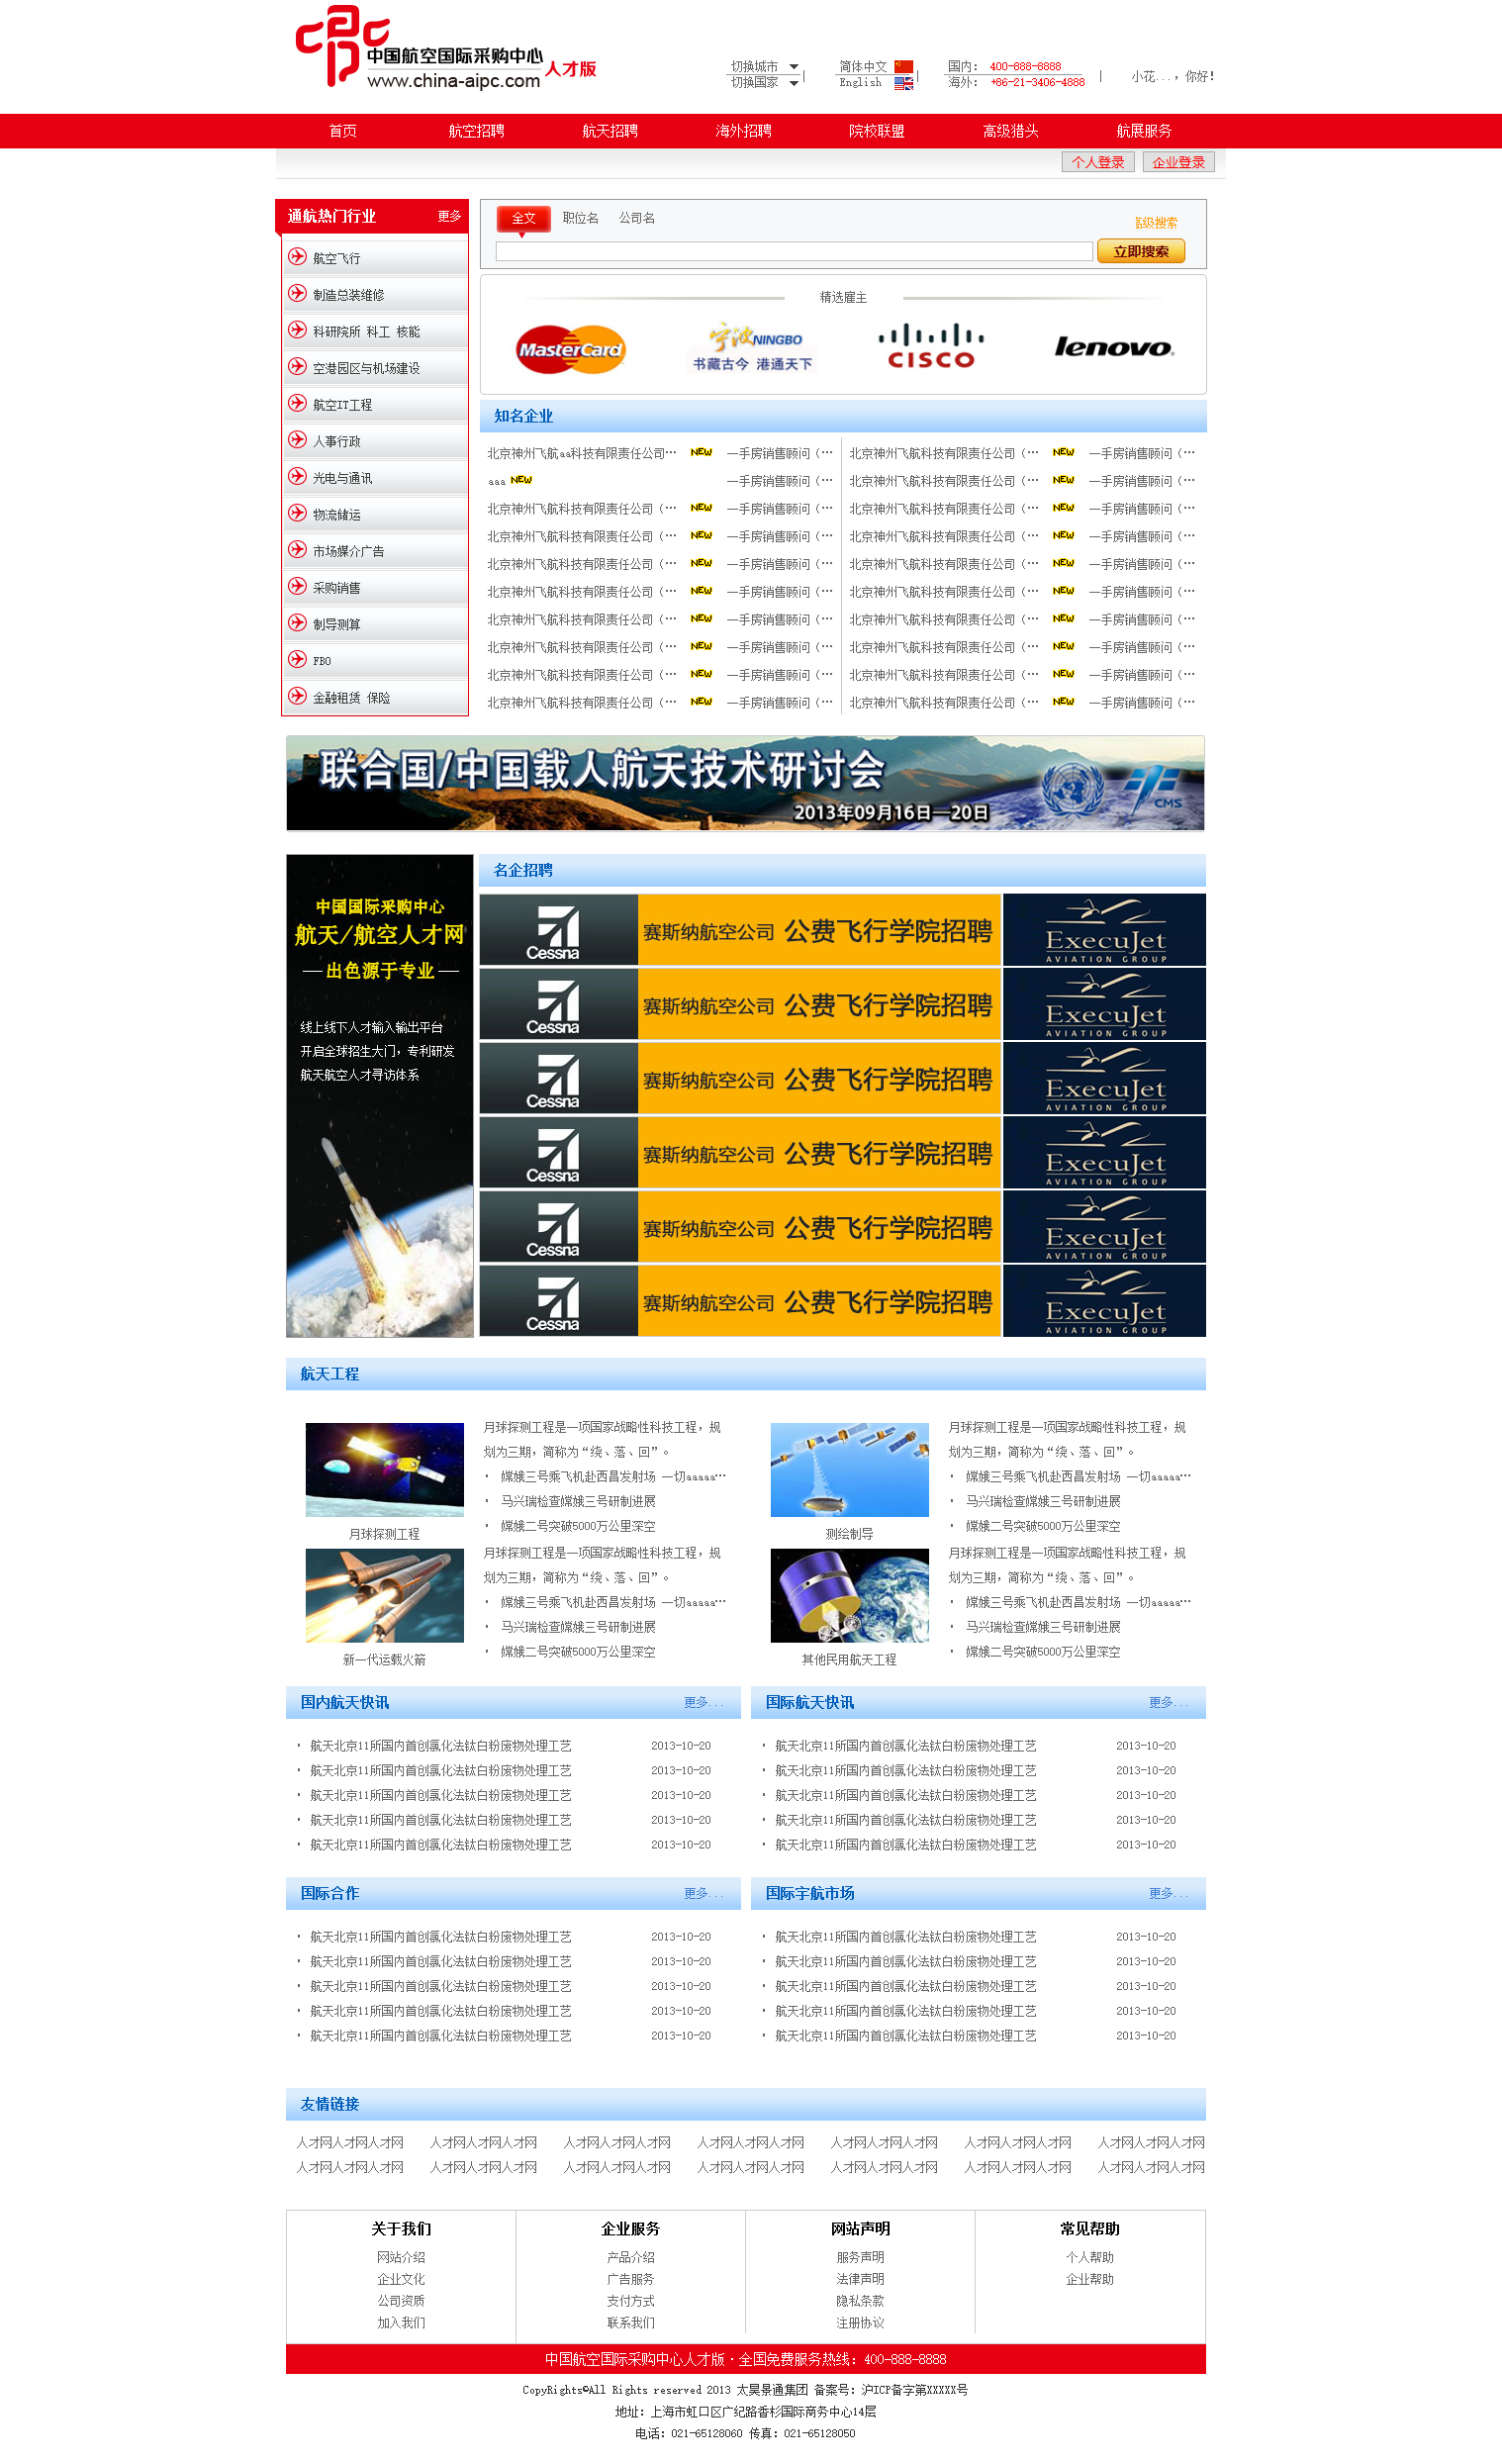 中国航空国际采购中心人才版
www.china-aipc.com
切换城市
切换国家
简体中文
English
国内： 400-888-8888
海外： +86-21-3406-4888
小花...，你好!
首页 航空招聘 航天招聘 海外招聘 院校联盟 高级猎头 航展服务
个人登录 企业登录
通航热门行业 更多
航空飞行
制造总装维修
科研院所 科工 核能
空港园区与机场建设
航空IT工程
人事行政
光电与通讯
物流储运
市场媒介广告
采购销售
制导测算
FBO
金融租赁 保险
全文 职位名 公司名
高级搜索
立即搜索
精选雇主
MasterCard
宁波 NINGBO
书藏古今 港通天下
CISCO
lenovo
知名企业
北京神州飞航aa科技有限责任公司… NEW 一手房销售顾问（… 北京神州飞航科技有限责任公司（… NEW 一手房销售顾问（…
aaa NEW 一手房销售顾问（… 北京神州飞航科技有限责任公司（… NEW 一手房销售顾问（…
北京神州飞航科技有限责任公司（… NEW 一手房销售顾问（… 北京神州飞航科技有限责任公司（… NEW 一手房销售顾问（…
北京神州飞航科技有限责任公司（… NEW 一手房销售顾问（… 北京神州飞航科技有限责任公司（… NEW 一手房销售顾问（…
北京神州飞航科技有限责任公司（… NEW 一手房销售顾问（… 北京神州飞航科技有限责任公司（… NEW 一手房销售顾问（…
北京神州飞航科技有限责任公司（… NEW 一手房销售顾问（… 北京神州飞航科技有限责任公司（… NEW 一手房销售顾问（…
北京神州飞航科技有限责任公司（… NEW 一手房销售顾问（… 北京神州飞航科技有限责任公司（… NEW 一手房销售顾问（…
北京神州飞航科技有限责任公司（… NEW 一手房销售顾问（… 北京神州飞航科技有限责任公司（… NEW 一手房销售顾问（…
北京神州飞航科技有限责任公司（… NEW 一手房销售顾问（… 北京神州飞航科技有限责任公司（… NEW 一手房销售顾问（…
北京神州飞航科技有限责任公司（… NEW 一手房销售顾问（… 北京神州飞航科技有限责任公司（… NEW 一手房销售顾问（…
联合国/中国载人航天技术研讨会
2013年09月16日—20日
CMS
中国国际采购中心
航天/航空人才网
—出色源于专业—
线上线下人才输入输出平台
开启全球招生大门，专利研发
航天航空人才寻访体系
名企招聘
Cessna 赛斯纳航空公司 公费飞行学院招聘 ExecuJet AVIATION GROUP
Cessna 赛斯纳航空公司 公费飞行学院招聘 ExecuJet AVIATION GROUP
Cessna 赛斯纳航空公司 公费飞行学院招聘 ExecuJet AVIATION GROUP
Cessna 赛斯纳航空公司 公费飞行学院招聘 ExecuJet AVIATION GROUP
Cessna 赛斯纳航空公司 公费飞行学院招聘 ExecuJet AVIATION GROUP
Cessna 赛斯纳航空公司 公费飞行学院招聘 ExecuJet AVIATION GROUP
航天工程
月球探测工程
月球探测工程是一项国家战略性科技工程，规
划为三期，简称为“绕、落、回”。
· 嫦娥三号乘飞机赴西昌发射场 一切aaaaa…
· 马兴瑞检查嫦娥三号研制进展
· 嫦娥二号突破5000万公里深空
测绘制导
月球探测工程是一项国家战略性科技工程，规
划为三期，简称为“绕、落、回”。
· 嫦娥三号乘飞机赴西昌发射场 一切aaaaa…
· 马兴瑞检查嫦娥三号研制进展
· 嫦娥二号突破5000万公里深空
新一代运载火箭
月球探测工程是一项国家战略性科技工程，规
划为三期，简称为“绕、落、回”。
· 嫦娥三号乘飞机赴西昌发射场 一切aaaaa…
· 马兴瑞检查嫦娥三号研制进展
· 嫦娥二号突破5000万公里深空
其他民用航天工程
月球探测工程是一项国家战略性科技工程，规
划为三期，简称为“绕、落、回”。
· 嫦娥三号乘飞机赴西昌发射场 一切aaaaa…
· 马兴瑞检查嫦娥三号研制进展
· 嫦娥二号突破5000万公里深空
国内航天快讯 更多...
· 航天北京11所国内首创氯化法钛白粉废物处理工艺 2013-10-20
· 航天北京11所国内首创氯化法钛白粉废物处理工艺 2013-10-20
· 航天北京11所国内首创氯化法钛白粉废物处理工艺 2013-10-20
· 航天北京11所国内首创氯化法钛白粉废物处理工艺 2013-10-20
· 航天北京11所国内首创氯化法钛白粉废物处理工艺 2013-10-20
国际航天快讯 更多...
· 航天北京11所国内首创氯化法钛白粉废物处理工艺 2013-10-20
· 航天北京11所国内首创氯化法钛白粉废物处理工艺 2013-10-20
· 航天北京11所国内首创氯化法钛白粉废物处理工艺 2013-10-20
· 航天北京11所国内首创氯化法钛白粉废物处理工艺 2013-10-20
· 航天北京11所国内首创氯化法钛白粉废物处理工艺 2013-10-20
国际合作 更多...
· 航天北京11所国内首创氯化法钛白粉废物处理工艺 2013-10-20
· 航天北京11所国内首创氯化法钛白粉废物处理工艺 2013-10-20
· 航天北京11所国内首创氯化法钛白粉废物处理工艺 2013-10-20
· 航天北京11所国内首创氯化法钛白粉废物处理工艺 2013-10-20
· 航天北京11所国内首创氯化法钛白粉废物处理工艺 2013-10-20
国际宇航市场 更多...
· 航天北京11所国内首创氯化法钛白粉废物处理工艺 2013-10-20
· 航天北京11所国内首创氯化法钛白粉废物处理工艺 2013-10-20
· 航天北京11所国内首创氯化法钛白粉废物处理工艺 2013-10-20
· 航天北京11所国内首创氯化法钛白粉废物处理工艺 2013-10-20
· 航天北京11所国内首创氯化法钛白粉废物处理工艺 2013-10-20
友情链接
人才网人才网人才网 人才网人才网人才网 人才网人才网人才网 人才网人才网人才网 人才网人才网人才网 人才网人才网人才网 人才网人才网人才网
人才网人才网人才网 人才网人才网人才网 人才网人才网人才网 人才网人才网人才网 人才网人才网人才网 人才网人才网人才网 人才网人才网人才网
关于我们
网站介绍
企业文化
公司资质
加入我们
企业服务
产品介绍
广告服务
支付方式
联系我们
网站声明
服务声明
法律声明
隐私条款
注册协议
常见帮助
个人帮助
企业帮助
中国航空国际采购中心人才版·全国免费服务热线：400-888-8888
CopyRights©All Rights reserved 2013 太昊景通集团 备案号：沪ICP备字第XXXXX号
地址：上海市虹口区广纪路香杉国际商务中心14层
电话：021-65128060 传真：021-65128050